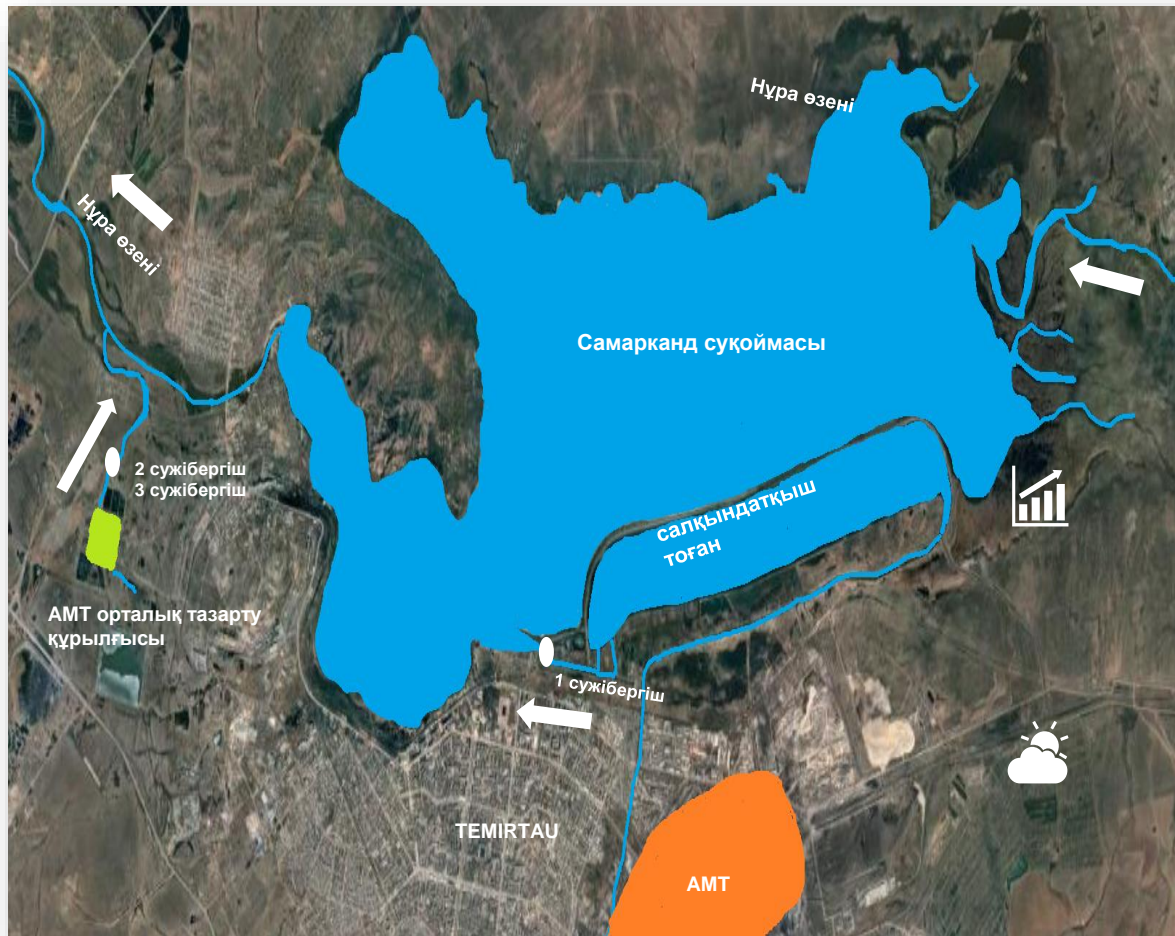 Нұра өзені
Нұра өзені
Самарканд суқоймасы
2 сужібергіш
3 сужібергіш
салқындатқыш
тоған
АМТ орталық тазарту
құрылғысы
1 сужібергіш
TEMIRTAU
АМТ